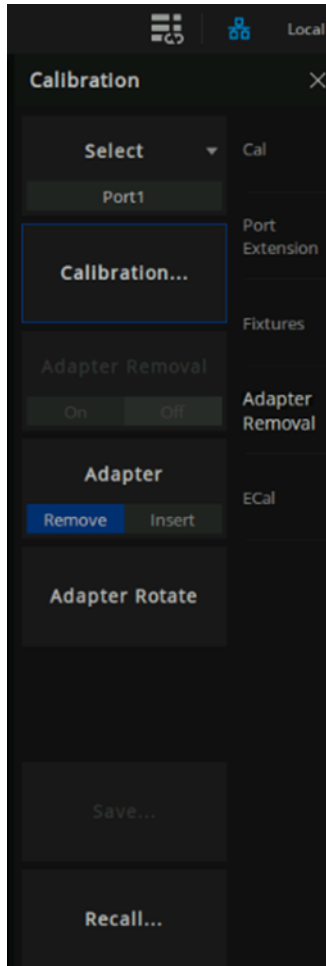 Local
Calibration
Select
Port1
Calibration...
Adapter Removal
On Off
Adapter
Remove Insert
Adapter Rotate
Save...
Recall...
Cal
Port
Extension
Fixtures
Adapter
Removal
ECal